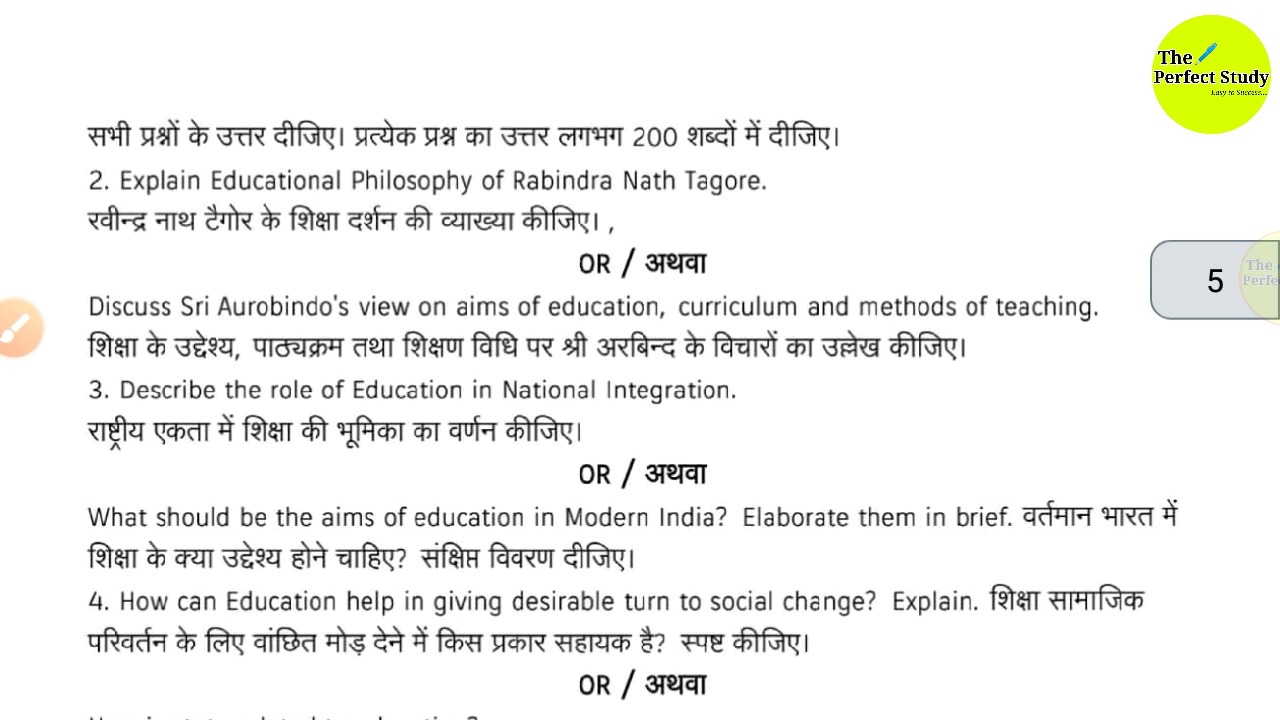 The
Perfect Study
Easy to Success...
सभी प्रश्नों के उत्तर दीजिए। प्रत्येक प्रश्न का उत्तर लगभग 200 शब्दों में दीजिए।
2. Explain Educational Philosophy of Rabindra Nath Tagore.
रवीन्द्र नाथ टैगोर के शिक्षा दर्शन की व्याख्या कीजिए। ,
OR / अथवा
5
The
Perfe
Discuss Sri Aurobindo's view on aims of education, curriculum and methods of teaching.
शिक्षा के उद्देश्य, पाठ्यक्रम तथा शिक्षण विधि पर श्री अरबिन्द के विचारों का उल्लेख कीजिए।
3. Describe the role of Education in National Integration.
राष्ट्रीय एकता में शिक्षा की भूमिका का वर्णन कीजिए।
OR / अथवा
What should be the aims of education in Modern India? Elaborate them in brief. वर्तमान भारत में
शिक्षा के क्या उद्देश्य होने चाहिए? संक्षिप्त विवरण दीजिए।
4. How can Education help in giving desirable turn to social change? Explain. शिक्षा सामाजिक
परिवर्तन के लिए वांछित मोड़ देने में किस प्रकार सहायक है? स्पष्ट कीजिए।
OR / अथवा